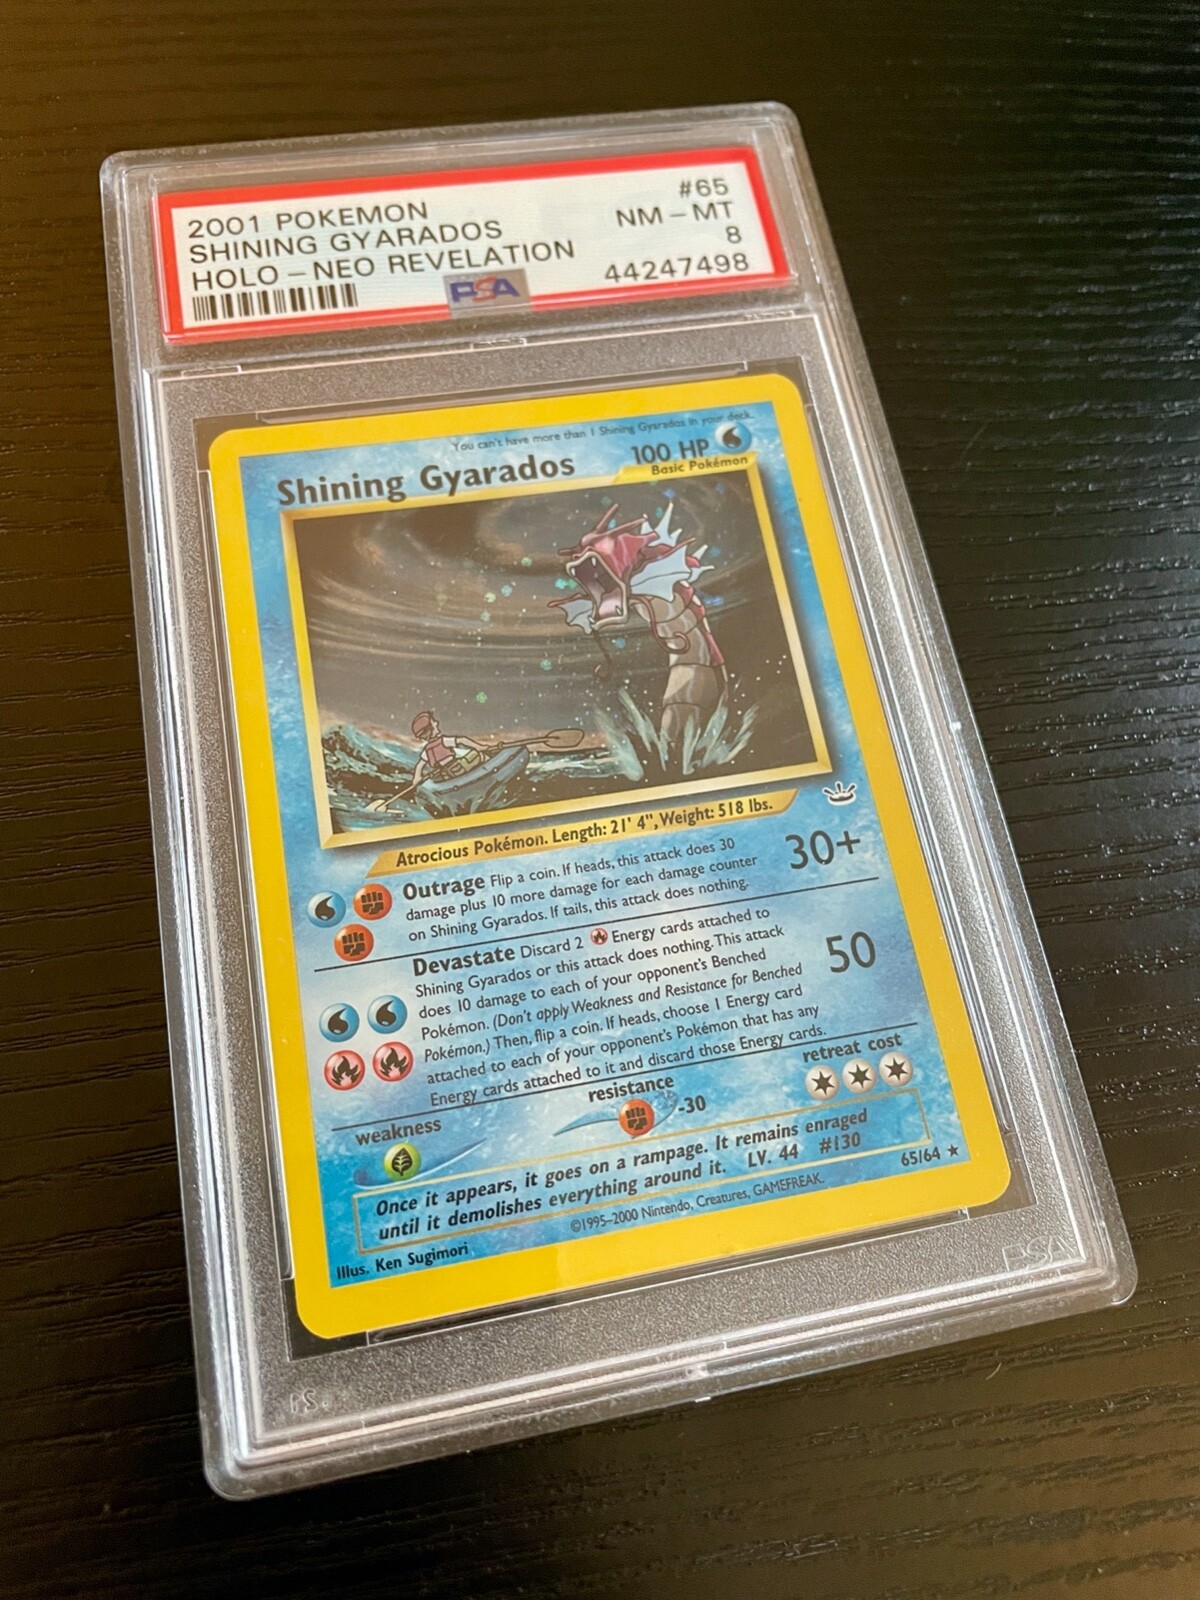 2001 POKEMON
#65
SHINING GYARADOS
NM - MT
HOLO - NEO REVELATION
8
PSA
44247498
You can't have more than 1 Shining Gyarados in your deck.
Shining Gyarados
100 HP
Basic Pokémon
Atrocious Pokémon. Length: 21' 4", Weight: 518 lbs.
Outrage Flip a coin. If heads, this attack does 30
damage plus 10 more damage for each damage counter
on Shining Gyarados. If tails, this attack does nothing.
30+
Devastate Discard 2 Energy cards attached to
Shining Gyarados or this attack does nothing. This attack
does 10 damage to each of your opponent's Benched
Pokémon. (Don't apply Weakness and Resistance for Benched
Pokémon.) Then, flip a coin. If heads, choose 1 Energy card
attached to each of your opponent's Pokémon that has any
Energy cards attached to it and discard those Energy cards.
50
weakness
resistance
-30
retreat cost
Once it appears, it goes on a rampage. It remains enraged
until it demolishes everything around it. LV. 44 #130
Illus. Ken Sugimori
©1995-2000 Nintendo, Creatures, GAMEFREAK.
65/64 ★
PSA